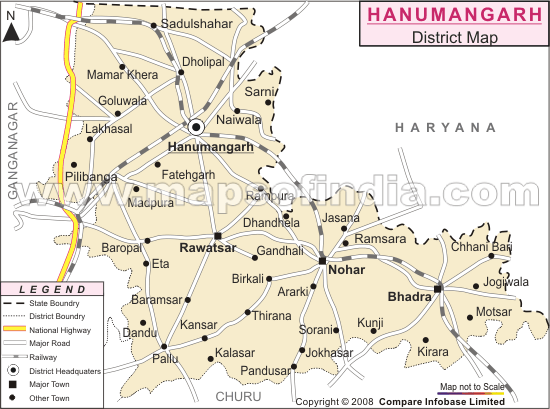 HANUMANGARH
District Map
N
Sadulshahar
Dholipal
Mamar Khera
Sarni
Goluwala
Naiwala
Lakhasal
HARYANA
GANGANAGAR
Hanumangarh
Pilibanga
Fatehgarh
www.mapsofindia.com
Madpura
Rampura
Dhandhela
Jasana
Baropal
Rawatsar
Ramsara
Chhani Bari
Eta
Gandhali
Nohar
Birkali
Ararki
Jogiwala
Bhadra
LEGEND
State Boundry
District Boundry
National Highway
Major Road
Railway
District Headquaters
Major Town
Other Town
Baramsar
Motsar
Thirana
Dandu
Kansar
Sorani
Kunji
Pallu
Kalasar
Jokhasar
Kirara
Pandusar
Map not to Scale
CHURU
Copyright © 2008 Compare Infobase Limited